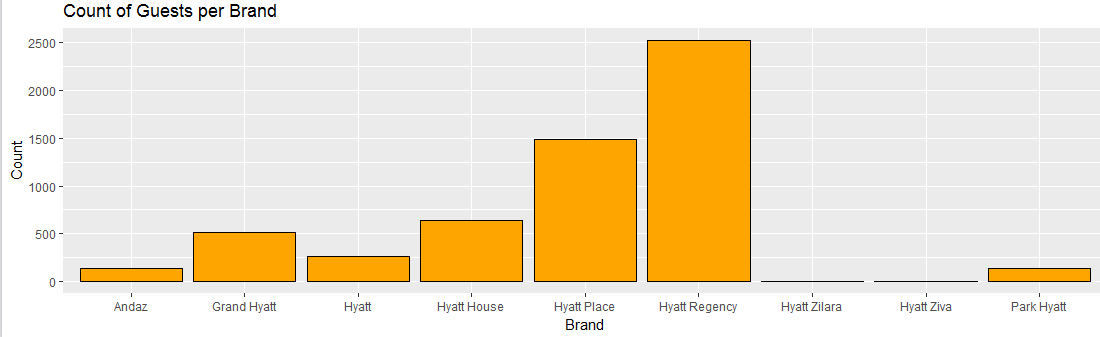 Count of Guests per Brand
Count
2500
2000
1500
1000
500
0
Andaz Grand Hyatt Hyatt Hyatt House Hyatt Place Hyatt Regency Hyatt Zilara Hyatt Ziva Park Hyatt
Brand